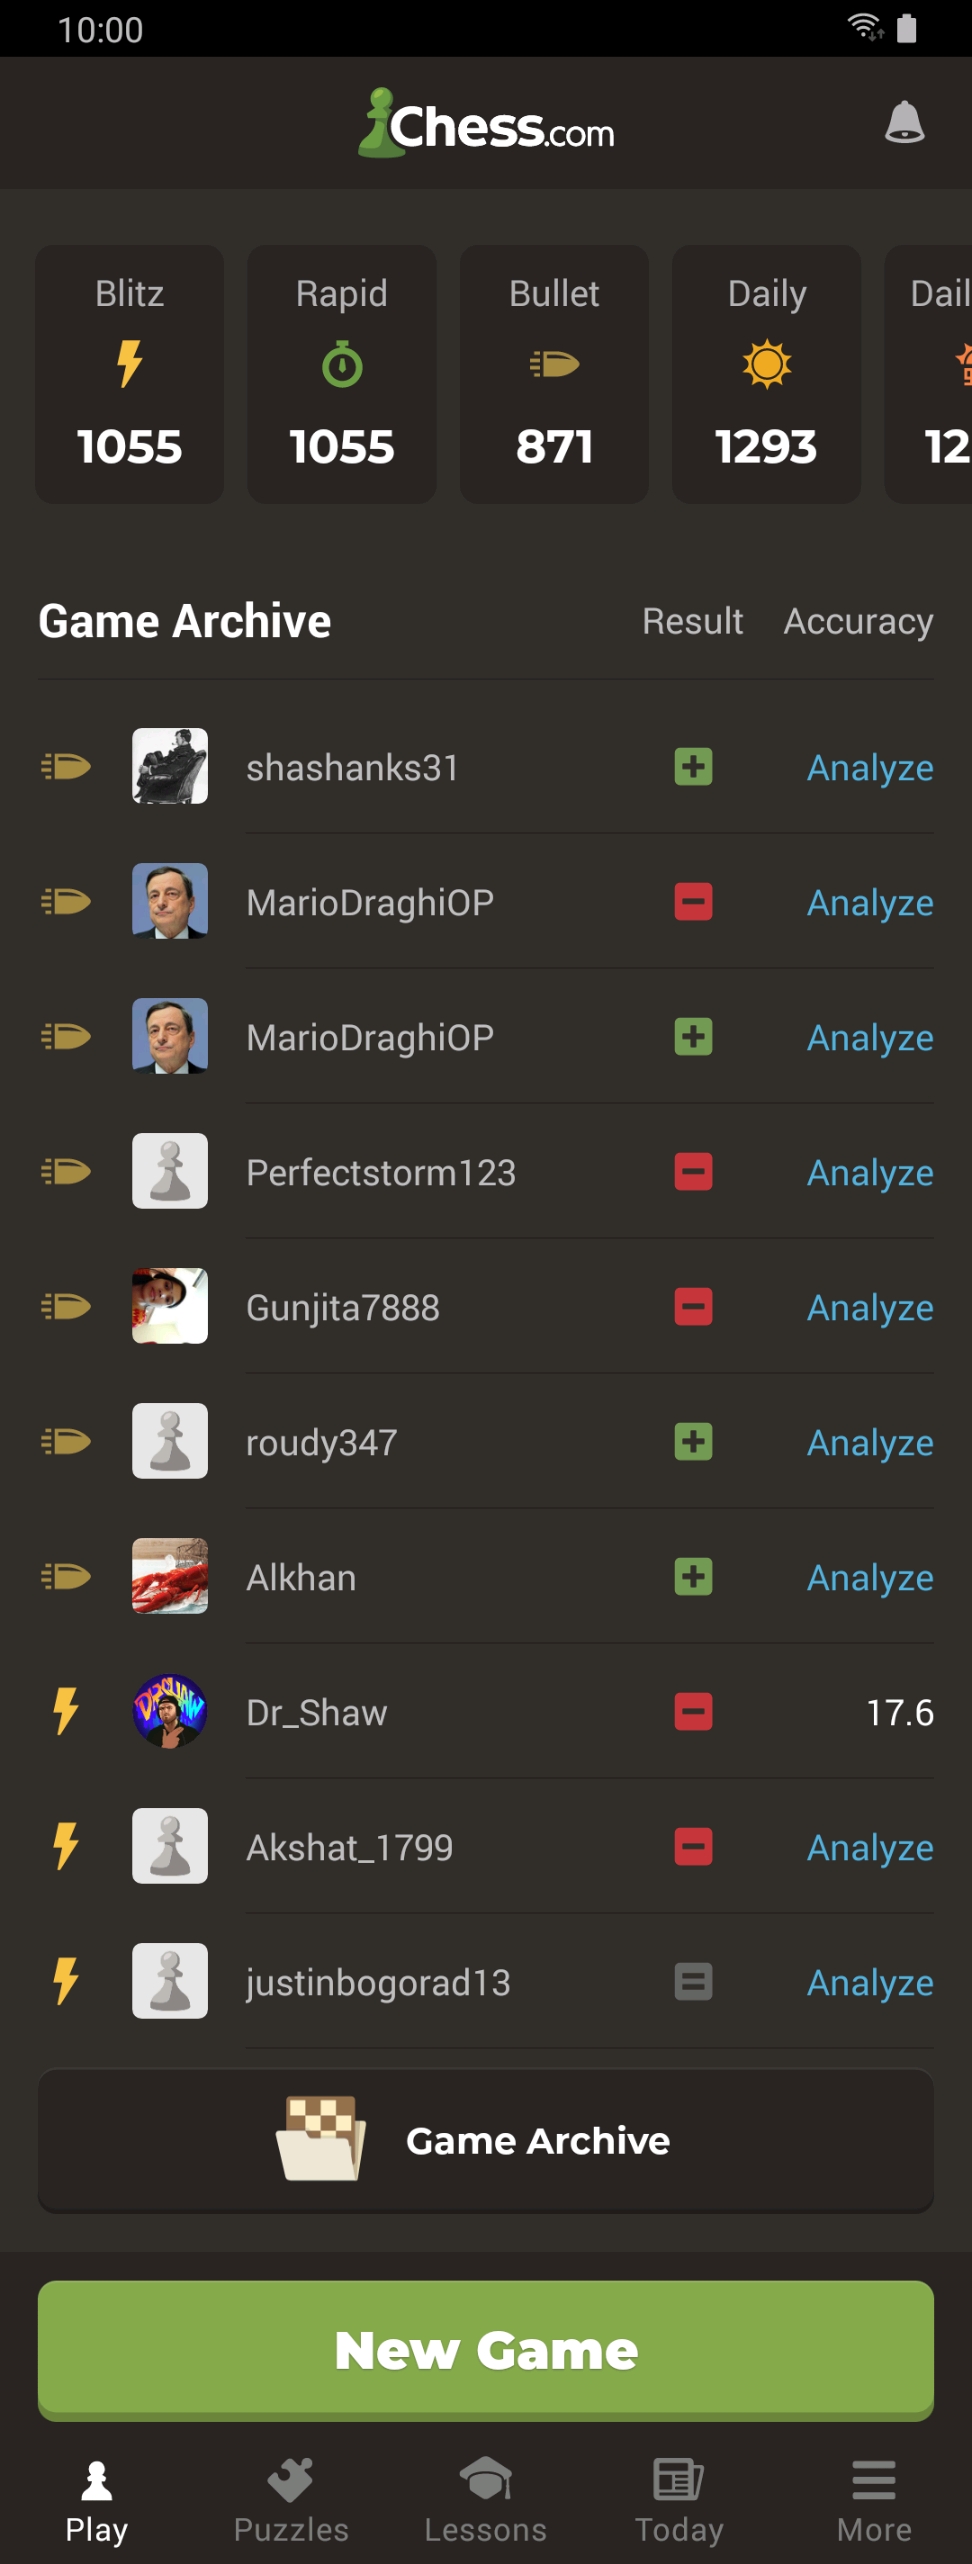 10:00
Chess.com
Blitz Rapid Bullet Daily Dail
1055 1055 871 1293 12
Game Archive Result Accuracy
shashanks31 Analyze
MarioDraghiOP Analyze
MarioDraghiOP Analyze
Perfectstorm123 Analyze
Gunjita7888 Analyze
roudy347 Analyze
Alkhan Analyze
Dr_Shaw 17.6
Akshat_1799 Analyze
justinbogorad13 Analyze
Game Archive
New Game
Play Puzzles Lessons Today More